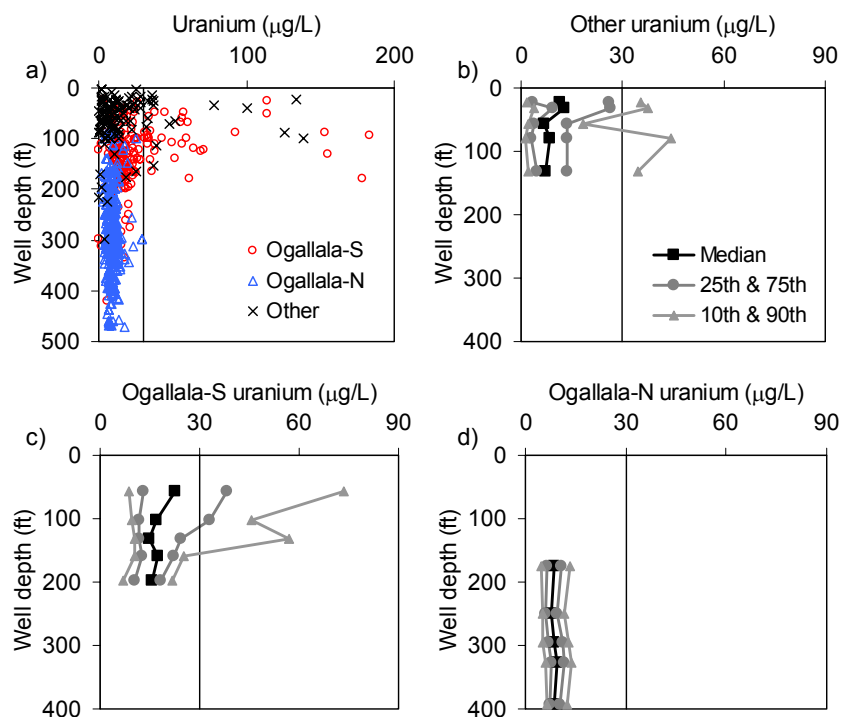 Uranium (μg/L)
0 100 200
a)
0
100
200
300
400
500
Well depth (ft)
Ogallala-S
Ogallala-N
Other
Other uranium (μg/L)
0 30 60 90
b)
0
100
200
300
400
Well depth (ft)
Median
25th & 75th
10th & 90th
Ogallala-S uranium (μg/L)
0 30 60 90
c)
0
100
200
300
400
Well depth (ft)
Ogallala-N uranium (μg/L)
0 30 60 90
d)
0
100
200
300
400
Well depth (ft)